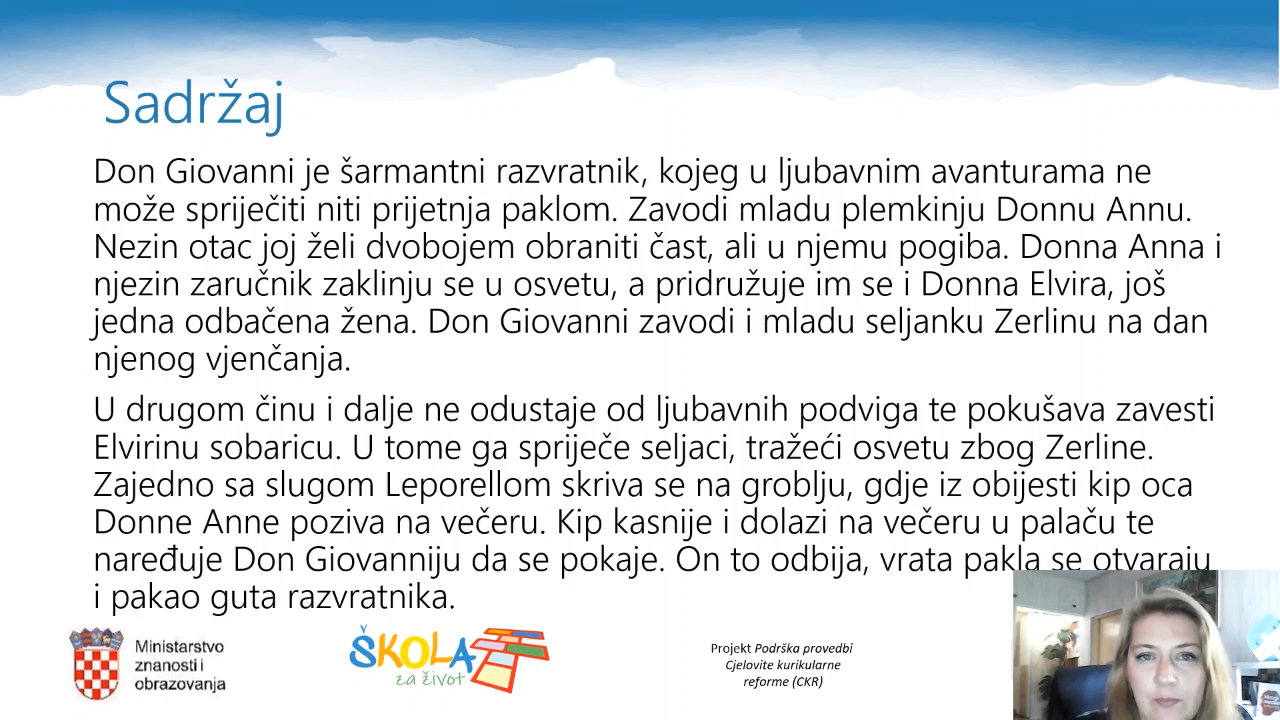 Sadržaj
Don Giovanni je šarmantni razvratnik, kojeg u ljubavnim avanturama ne
može spriječiti niti prijetnja paklom. Zavodi mladu plemkinju Donnu Annu.
Nezin otac joj želi dvobojem obraniti čast, ali u njemu pogiba. Donna Anna i
njezin zaručnik zaklinju se u osvetu, a pridružuje im se i Donna Elvira, još
jedna odbačena žena. Don Giovanni zavodi i mladu seljanku Zerlinu na dan
njenog vjenčanja.
U drugom činu i dalje ne odustaje od ljubavnih podviga te pokušava zavesti
Elvirinu sobaricu. U tome ga spriječe seljaci, tražeći osvetu zbog Zerline.
Zajedno sa slugom Leporellom skriva se na groblju, gdje iz obijesti kip oca
Donne Anne poziva na večeru. Kip kasnije i dolazi na večeru u palaču te
naređuje Don Giovanniju da se pokaje. On to odbija, vrata pakla se otvaraju
i pakao guta razvratnika.
Ministarstvo
znanosti i
obrazovanja
ŠKOLA
za život
Projekt Podrška provedbi
Cjelovite kurikularne
reforme (CKR)